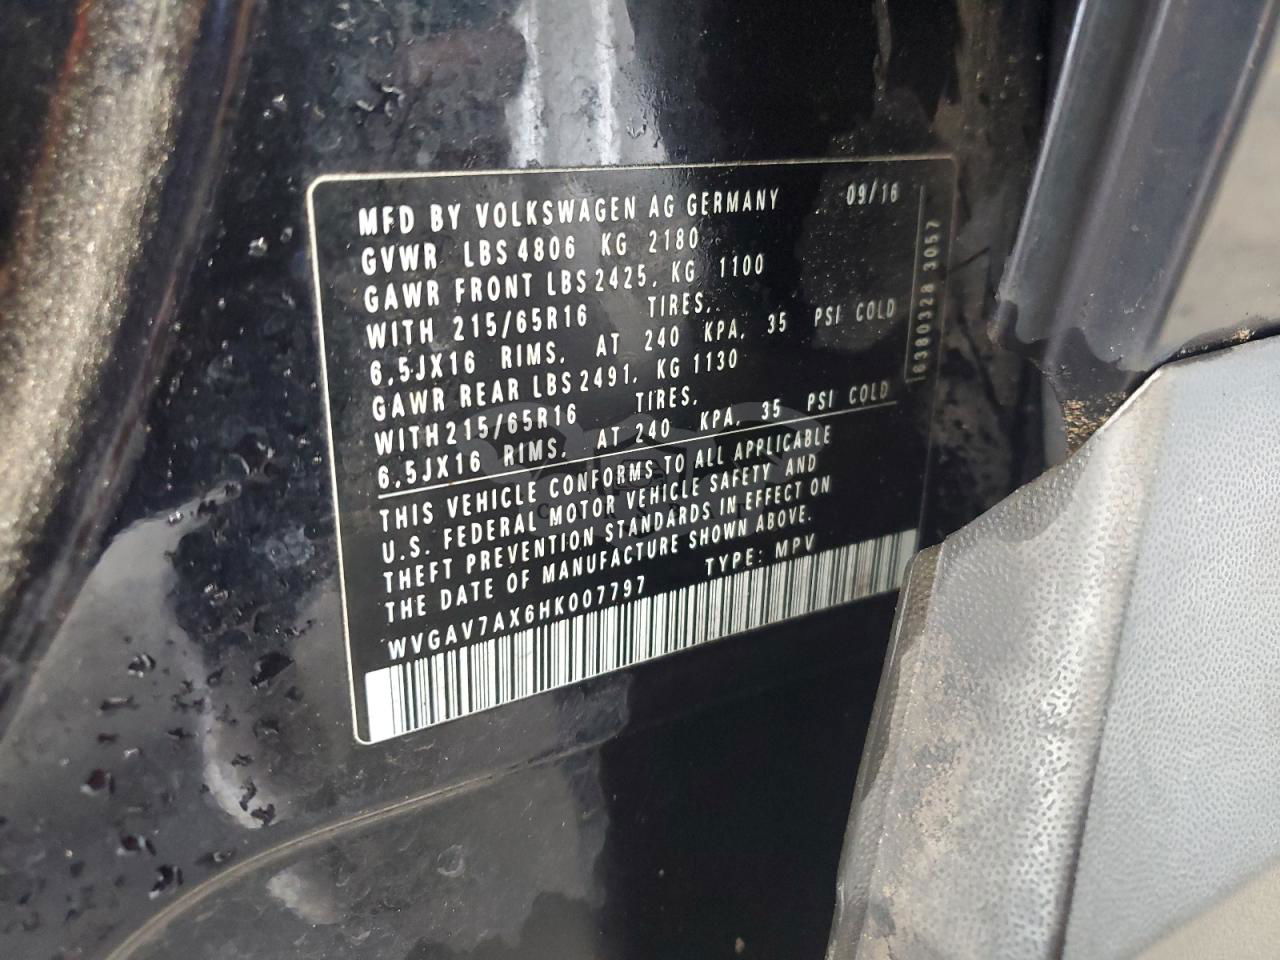 MFD BY VOLKSWAGEN AG GERMANY 09/16
GVWR LBS 4806 KG 2180
GAWR FRONT LBS 2425, KG 1100
WITH 215/65R16 TIRES,
6,5JX16 RIMS, AT 240 KPA, 35 PSI COLD
GAWR REAR LBS 2491, KG 1130
WITH 215/65R16 TIRES,
6,5JX16 RIMS, AT 240 KPA, 35 PSI COLD
THIS VEHICLE CONFORMS TO ALL APPLICABLE
U.S. FEDERAL MOTOR VEHICLE SAFETY AND
THEFT PREVENTION STANDARDS IN EFFECT ON
THE DATE OF MANUFACTURE SHOWN ABOVE.
WVGAV7AX6HK007797 TYPE: MPV
16380328 3057